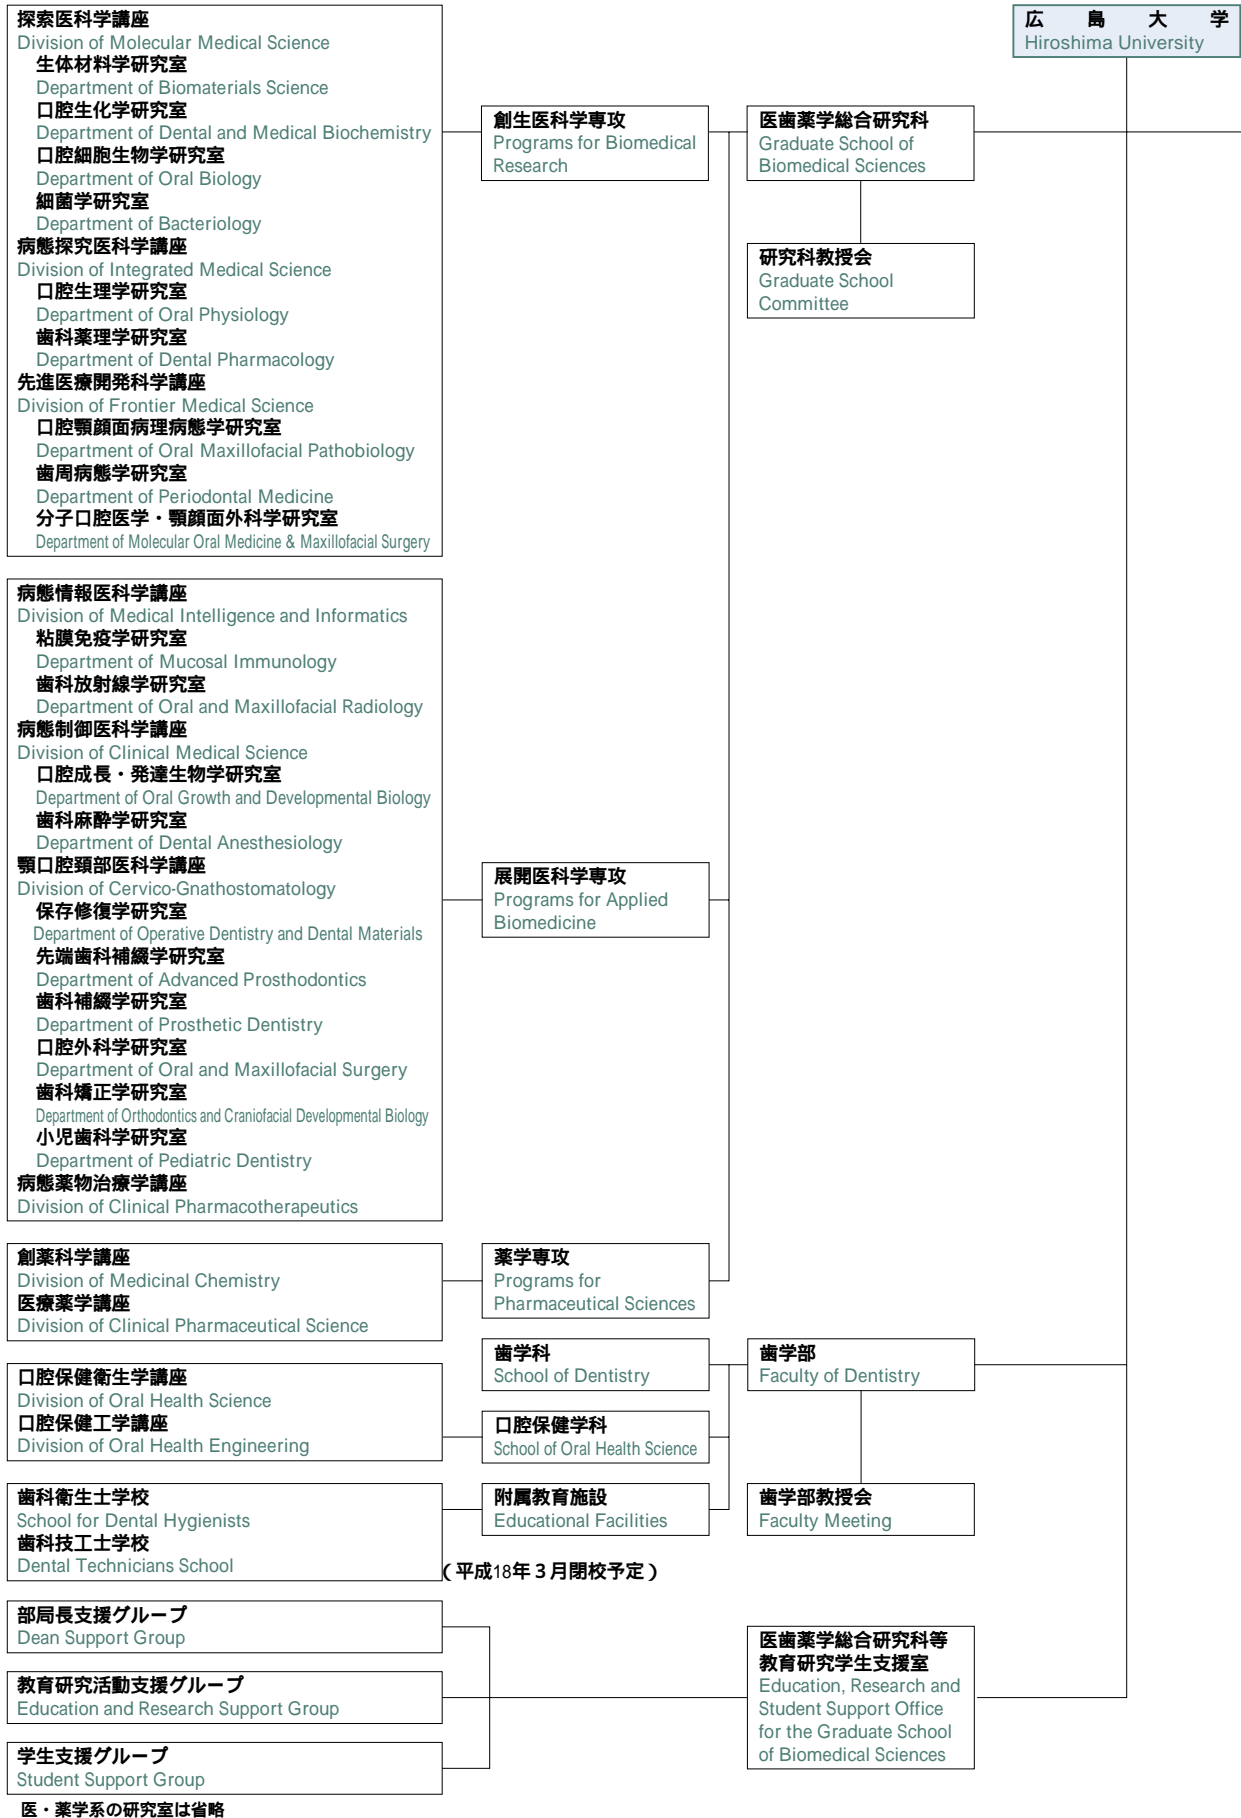 探索医科学講座
Division of Molecular Medical Science
生体材料学研究室
Department of Biomaterials Science
口腔生化学研究室
Department of Dental and Medical Biochemistry
口腔細胞生物学研究室
Department of Oral Biology
細菌学研究室
Department of Bacteriology
病態探究医科学講座
Division of Integrated Medical Science
口腔生理学研究室
Department of Oral Physiology
歯科薬理学研究室
Department of Dental Pharmacology
先進医療開発科学講座
Division of Frontier Medical Science
口腔顎顔面病理病態学研究室
Department of Oral Maxillofacial Pathobiology
歯周病態学研究室
Department of Periodontal Medicine
分子口腔医学・顎顔面外科学研究室
Department of Molecular Oral Medicine & Maxillofacial Surgery
創生医科学専攻
Programs for Biomedical
Research
医歯薬学総合研究科
Graduate School of
Biomedical Sciences
研究科教授会
Graduate School
Committee
広島大学
Hiroshima University
病態情報医科学講座
Division of Medical Intelligence and Informatics
粘膜免疫学研究室
Department of Mucosal Immunology
歯科放射線学研究室
Department of Oral and Maxillofacial Radiology
病態制御医科学講座
Division of Clinical Medical Science
口腔成長・発達生物学研究室
Department of Oral Growth and Developmental Biology
歯科麻酔学研究室
Department of Dental Anesthesiology
顎口腔頚部医科学講座
Division of Cervico-Gnathostomatology
保存修復学研究室
Department of Operative Dentistry and Dental Materials
先端歯科補綴学研究室
Department of Advanced Prosthodontics
歯科補綴学研究室
Department of Prosthetic Dentistry
口腔外科学研究室
Department of Oral and Maxillofacial Surgery
歯科矯正学研究室
Department of Orthodontics and Craniofacial Developmental Biology
小児歯科学研究室
Department of Pediatric Dentistry
病態薬物治療学講座
Division of Clinical Pharmacotherapeutics
展開医科学専攻
Programs for Applied
Biomedicine
創薬科学講座
Division of Medicinal Chemistry
医療薬学講座
Division of Clinical Pharmaceutical Science
薬学専攻
Programs for
Pharmaceutical Sciences
歯学科
School of Dentistry
歯学部
Faculty of Dentistry
口腔保健衛生学講座
Division of Oral Health Science
口腔保健工学講座
Division of Oral Health Engineering
口腔保健学科
School of Oral Health Science
歯科衛生士学校
School for Dental Hygienists
歯科技工士学校
Dental Technicians School
附属教育施設
Educational Facilities
歯学部教授会
Faculty Meeting
(平成18年3月閉校予定)
部局長支援グループ
Dean Support Group
教育研究活動支援グループ
Education and Research Support Group
学生支援グループ
Student Support Group
医歯薬学総合研究科等
教育研究学生支援室
Education, Research and
Student Support Office
for the Graduate School
of Biomedical Sciences
医・薬学系の研究室は省略